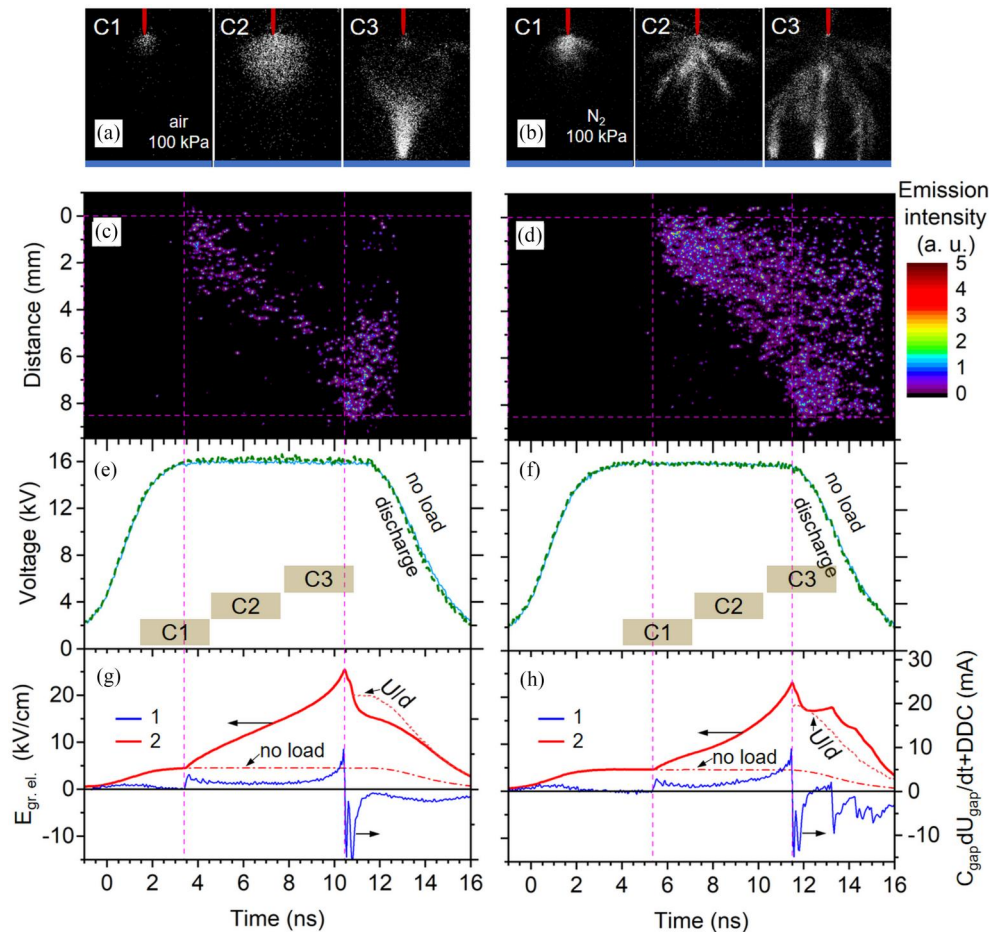 C1 C2 C3
air
100 kPa
(a)
C1 C2 C3
N₂
100 kPa
(b)
Emission
intensity
(a. u.)
5
4
3
2
1
0
Distance (mm)
0
2
4
6
8
(c)
(d)
Voltage (kV)
16
12
8
4
0
(e)
no load
discharge
C3
C2
C1
(f)
no load
discharge
C3
C2
C1
E gr. el. (kV/cm)
20
10
0
-10
(g)
1
2
no load
U/d
(h)
1
2
no load
U/d
30
20
10
0
-10
C gap dU gap/dt+DDC (mA)
0 2 4 6 8 10 12 14 16
Time (ns)
0 2 4 6 8 10 12 14 16
Time (ns)